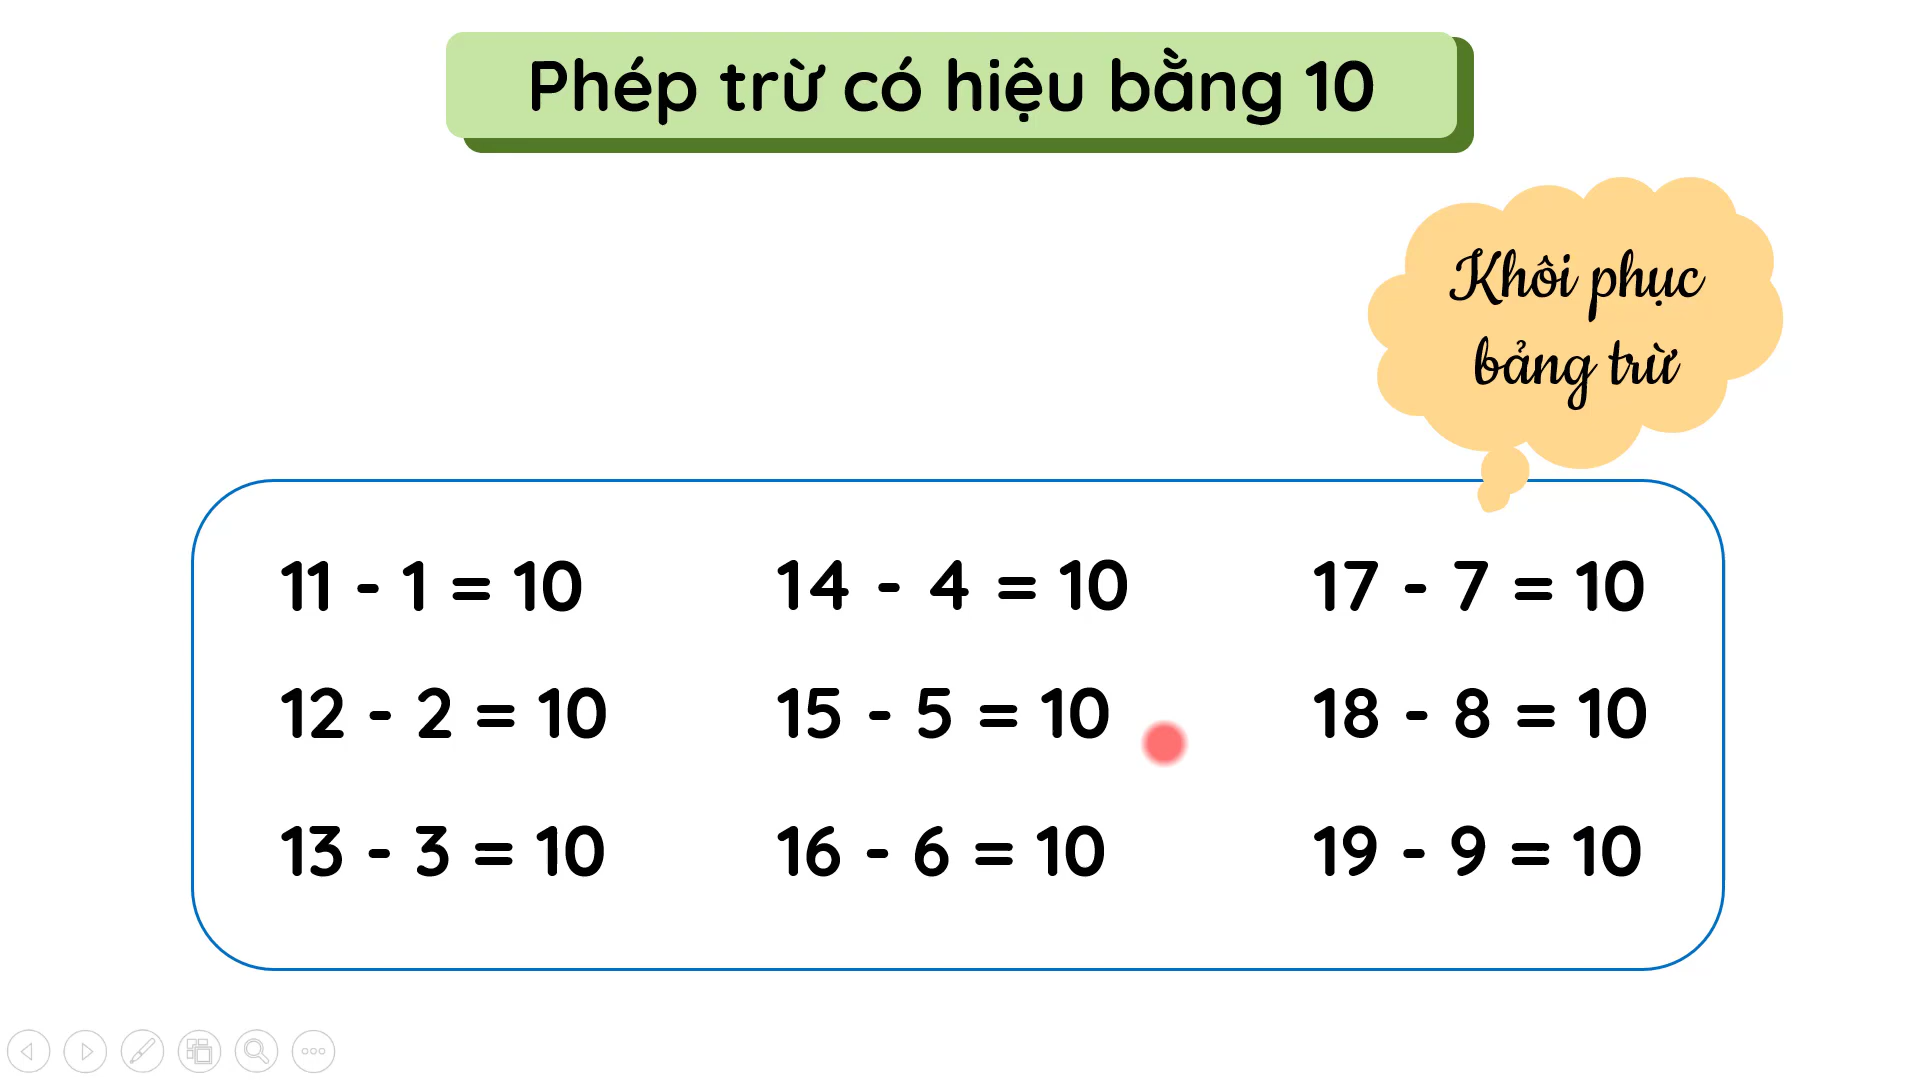 Phép trừ có hiệu bằng 10
Khôi phục
bảng trừ
11 - 1 = 10
14 - 4 = 10
17 - 7 = 10
12 - 2 = 10
15 - 5 = 10
18 - 8 = 10
13 - 3 = 10
16 - 6 = 10
19 - 9 = 10